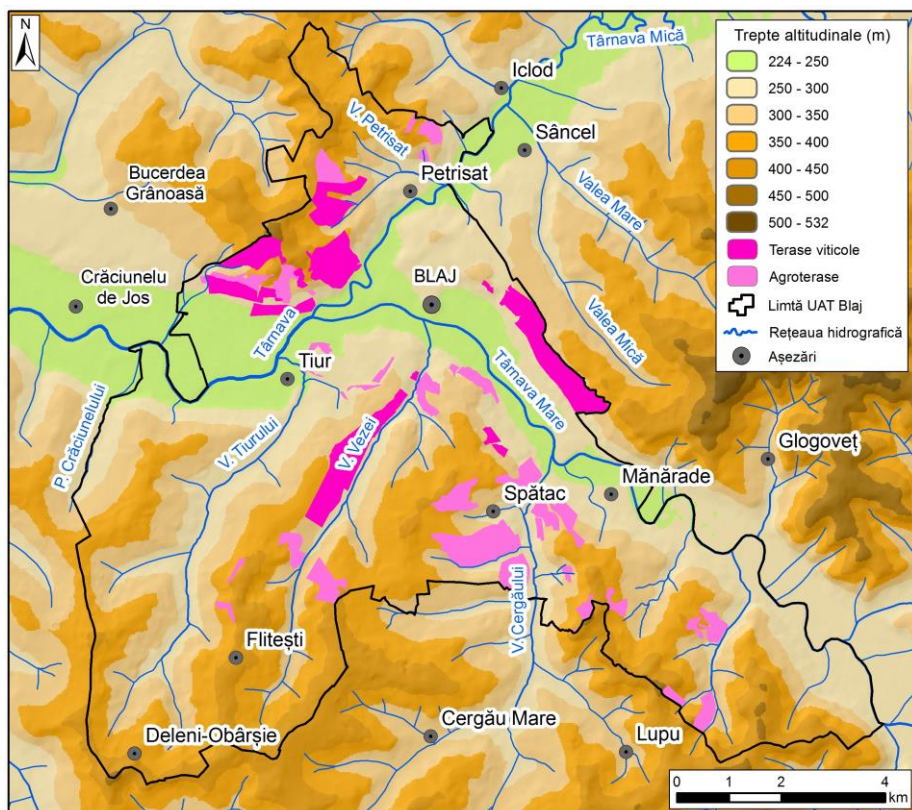 N
Târnava Mică
Iclod
V. Petrisat
Sâncel
Petrisat
Bucerdea
Grânoasă
Valea Mare
Crăciunelu
de Jos
BLAJ
Târnava
Valea Mică
Tiur
Târnava Mare
P. Crăciunelului
V. Tiurului
V. Vezei
Glogoveț
Mănărade
Spătac
V. Cergăului
Flitești
Deleni-Obârșie
Cergău Mare
Lupu
Trepte altitudinale (m)
224 - 250
250 - 300
300 - 350
350 - 400
400 - 450
450 - 500
500 - 532
Terase viticole
Agroterase
Limtă UAT Blaj
Rețeaua hidrografică
Așezări
0 1 2 4
km